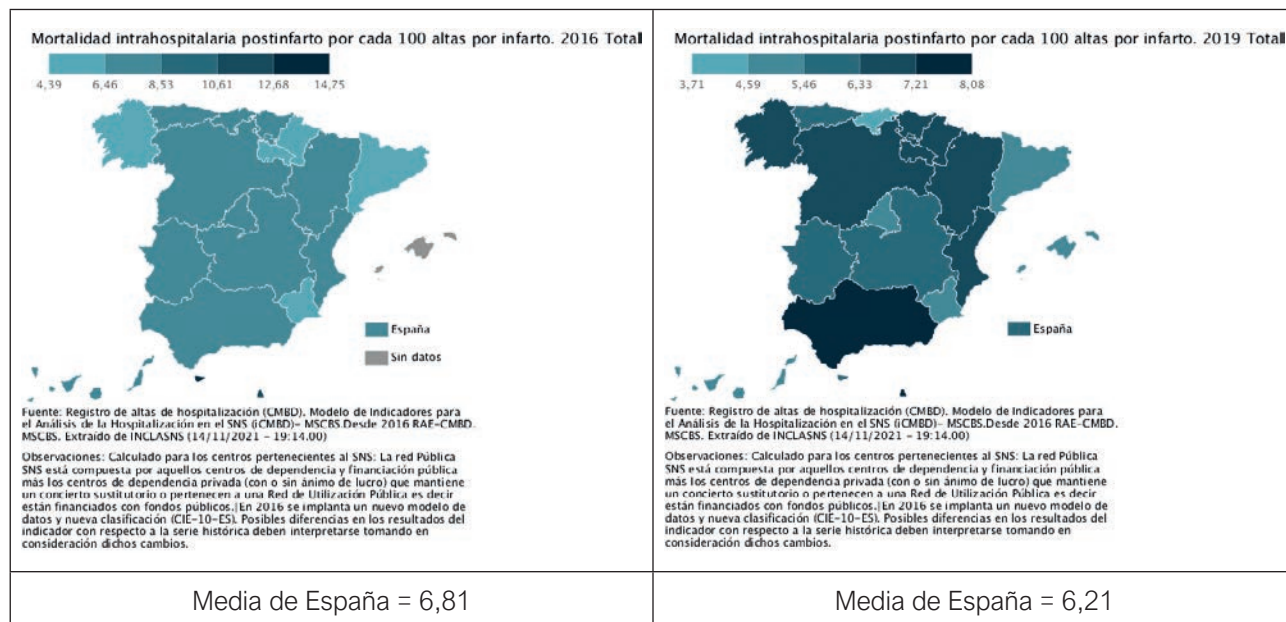 Mortalidad intrahospitalaria postinfarto por cada 100 altas por infarto. 2016 Total
4,39 6,46 8,53 10,61 12,68 14,75
España
Sin datos
Fuente: Registro de altas de hospitalización (CMBD). Modelo de Indicadores para
el Análisis de la Hospitalización en el SNS (iCMBD)- MSCBS.Desde 2016 RAE-CMBD.
MSCBS. Extraído de INCLASNS (14/11/2021 - 19:14.00)
Observaciones: Calculado para los centros pertenecientes al SNS: La red Pública
SNS está compuesta por aquellos centros de dependencia y financiación pública
más los centros de dependencia privada (con o sin ánimo de lucro) que mantiene
un concierto sustitutorio o pertenecen a una Red de Utilización Pública es decir
están financiados con fondos públicos.|En 2016 se implanta un nuevo modelo de
datos y nueva clasificación (CIE-10-ES). Posibles diferencias en los resultados del
indicador con respecto a la serie histórica deben interpretarse tomando en
consideración dichos cambios.
Media de España = 6,81
Mortalidad intrahospitalaria postinfarto por cada 100 altas por infarto. 2019 Total
3,71 4,59 5,46 6,33 7,21 8,08
España
Fuente: Registro de altas de hospitalización (CMBD). Modelo de Indicadores para
el Análisis de la Hospitalización en el SNS (iCMBD)- MSCBS.Desde 2016 RAE-CMBD.
MSCBS. Extraído de INCLASNS (14/11/2021 - 19:14.00)
Observaciones: Calculado para los centros pertenecientes al SNS: La red Pública
SNS está compuesta por aquellos centros de dependencia y financiación pública
más los centros de dependencia privada (con o sin ánimo de lucro) que mantiene
un concierto sustitutorio o pertenecen a una Red de Utilización Pública es decir
están financiados con fondos públicos.|En 2016 se implanta un nuevo modelo de
datos y nueva clasificación (CIE-10-ES). Posibles diferencias en los resultados del
indicador con respecto a la serie histórica deben interpretarse tomando en
consideración dichos cambios.
Media de España = 6,21